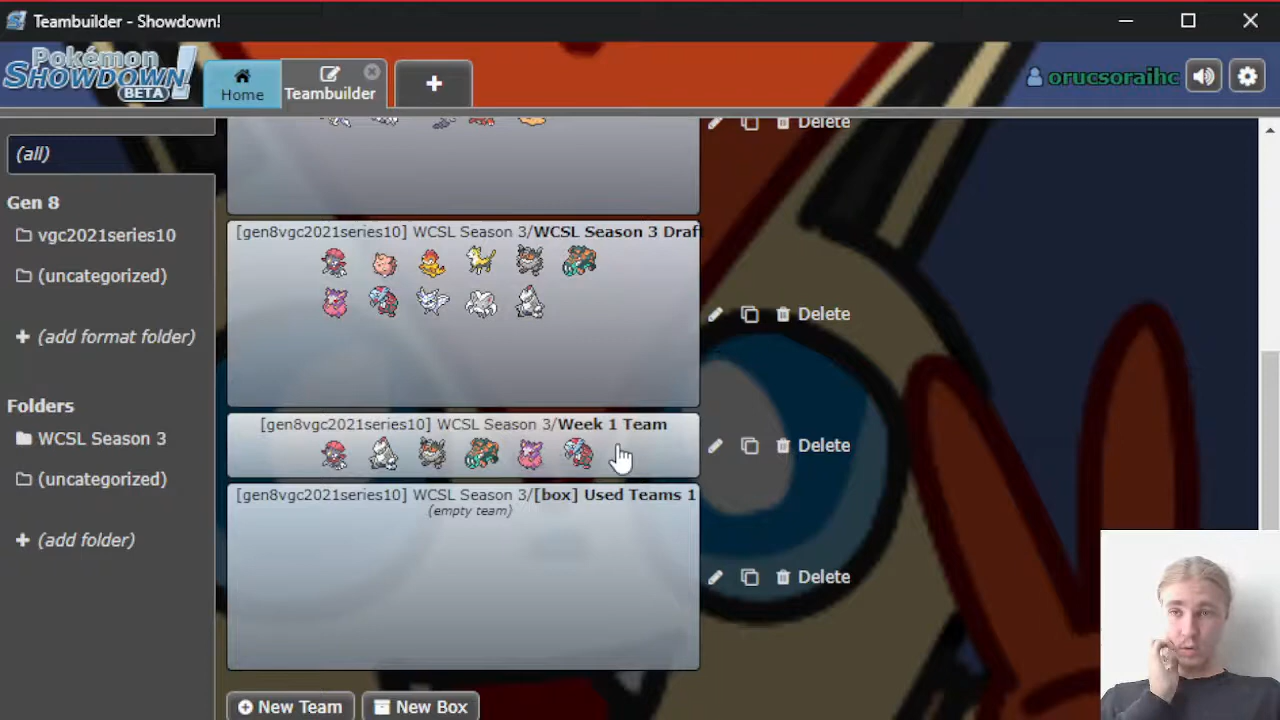 Teambuilder - Showdown!
Pokémon
SHOWDOWN!
BETA
Home
Teambuilder
orucsoraihc
(all)
Delete
Gen 8
[gen8vgc2021series10] WCSL Season 3/WCSL Season 3 Draf
vgc2021series10
(uncategorized)
Delete
(add format folder)
Folders
[gen8vgc2021series10] WCSL Season 3/Week 1 Team
WCSL Season 3
Delete
(uncategorized)
[gen8vgc2021series10] WCSL Season 3/[box] Used Teams 1
(empty team)
(add folder)
Delete
New Team
New Box